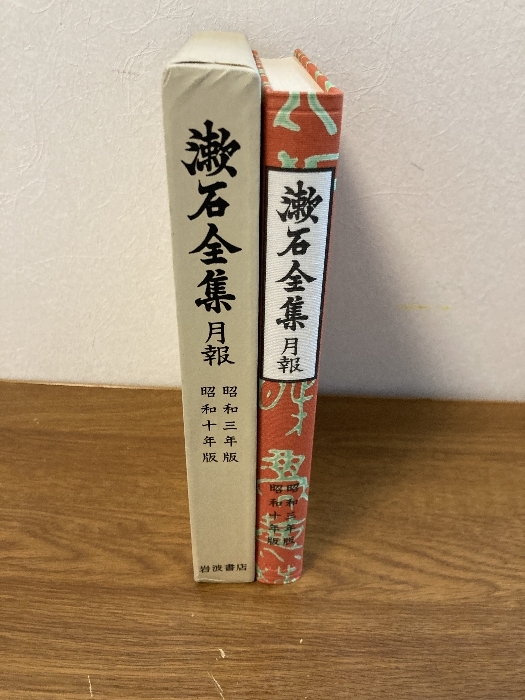 漱石全集月報
昭和三年版
昭和十年版
岩波書店
漱石全集月報
昭和三年版
昭和十年版